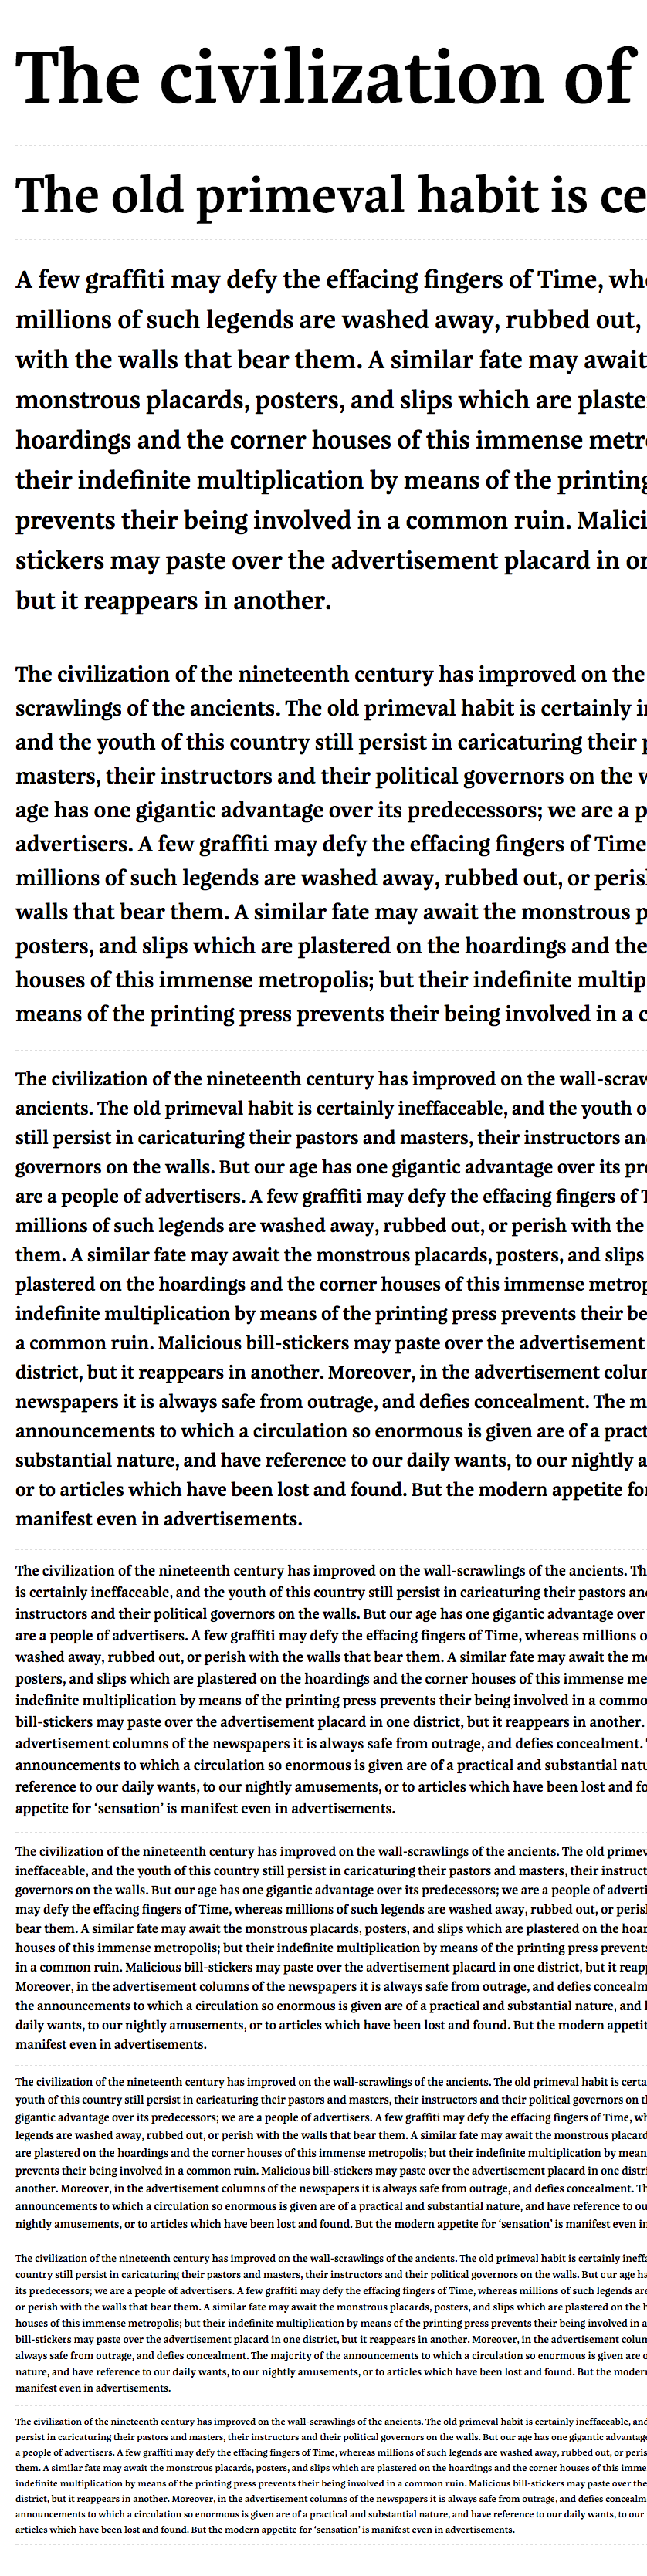 The civilization of
The old primeval habit is ce
A few graffiti may defy the effacing fingers of Time, whe
millions of such legends are washed away, rubbed out,
with the walls that bear them. A similar fate may await
monstrous placards, posters, and slips which are plaste
hoardings and the corner houses of this immense metr
their indefinite multiplication by means of the printing
prevents their being involved in a common ruin. Malici
stickers may paste over the advertisement placard in o
but it reappears in another.
The civilization of the nineteenth century has improved on the
scrawlings of the ancients. The old primeval habit is certainly i
and the youth of this country still persist in caricaturing their p
masters, their instructors and their political governors on the w
age has one gigantic advantage over its predecessors; we are a p
advertisers. A few graffiti may defy the effacing fingers of Time
millions of such legends are washed away, rubbed out, or peris
walls that bear them. A similar fate may await the monstrous p
posters, and slips which are plastered on the hoardings and the
houses of this immense metropolis; but their indefinite multip
means of the printing press prevents their being involved in a c
The civilization of the nineteenth century has improved on the wall-scraw
ancients. The old primeval habit is certainly ineffaceable, and the youth o
still persist in caricaturing their pastors and masters, their instructors an
governors on the walls. But our age has one gigantic advantage over its pre
are a people of advertisers. A few graffiti may defy the effacing fingers of T
millions of such legends are washed away, rubbed out, or perish with the
them. A similar fate may await the monstrous placards, posters, and slips
plastered on the hoardings and the corner houses of this immense metrop
indefinite multiplication by means of the printing press prevents their be
a common ruin. Malicious bill-stickers may paste over the advertisement
district, but it reappears in another. Moreover, in the advertisement colum
newspapers it is always safe from outrage, and defies concealment. The m
announcements to which a circulation so enormous is given are of a pract
substantial nature, and have reference to our daily wants, to our nightly a
or to articles which have been lost and found. But the modern appetite fo
manifest even in advertisements.
The civilization of the nineteenth century has improved on the wall-scrawlings of the ancients. Th
is certainly ineffaceable, and the youth of this country still persist in caricaturing their pastors an
instructors and their political governors on the walls. But our age has one gigantic advantage over
are a people of advertisers. A few graffiti may defy the effacing fingers of Time, whereas millions o
washed away, rubbed out, or perish with the walls that bear them. A similar fate may await the mo
posters, and slips which are plastered on the hoardings and the corner houses of this immense me
indefinite multiplication by means of the printing press prevents their being involved in a commo
bill-stickers may paste over the advertisement placard in one district, but it reappears in another.
advertisement columns of the newspapers it is always safe from outrage, and defies concealment.
announcements to which a circulation so enormous is given are of a practical and substantial natu
reference to our daily wants, to our nightly amusements, or to articles which have been lost and fo
appetite for ‘sensation’ is manifest even in advertisements.
The civilization of the nineteenth century has improved on the wall-scrawlings of the ancients. The old primev
ineffaceable, and the youth of this country still persist in caricaturing their pastors and masters, their instruct
governors on the walls. But our age has one gigantic advantage over its predecessors; we are a people of adverti
may defy the effacing fingers of Time, whereas millions of such legends are washed away, rubbed out, or peris
bear them. A similar fate may await the monstrous placards, posters, and slips which are plastered on the hoar
houses of this immense metropolis; but their indefinite multiplication by means of the printing press prevents
in a common ruin. Malicious bill-stickers may paste over the advertisement placard in one district, but it reap
Moreover, in the advertisement columns of the newspapers it is always safe from outrage, and defies concealm
the announcements to which a circulation so enormous is given are of a practical and substantial nature, and h
daily wants, to our nightly amusements, or to articles which have been lost and found. But the modern appetit
manifest even in advertisements.
The civilization of the nineteenth century has improved on the wall-scrawlings of the ancients. The old primeval habit is certa
youth of this country still persist in caricaturing their pastors and masters, their instructors and their political governors on t
gigantic advantage over its predecessors; we are a people of advertisers. A few graffiti may defy the effacing fingers of Time, wh
legends are washed away, rubbed out, or perish with the walls that bear them. A similar fate may await the monstrous placard
are plastered on the hoardings and the corner houses of this immense metropolis; but their indefinite multiplication by mean
prevents their being involved in a common ruin. Malicious bill-stickers may paste over the advertisement placard in one distri
another. Moreover, in the advertisement columns of the newspapers it is always safe from outrage, and defies concealment. Th
announcements to which a circulation so enormous is given are of a practical and substantial nature, and have reference to ou
nightly amusements, or to articles which have been lost and found. But the modern appetite for ‘sensation’ is manifest even in
The civilization of the nineteenth century has improved on the wall-scrawlings of the ancients. The old primeval habit is certainly ineffa
country still persist in caricaturing their pastors and masters, their instructors and their political governors on the walls. But our age ha
its predecessors; we are a people of advertisers. A few graffiti may defy the effacing fingers of Time, whereas millions of such legends are
or perish with the walls that bear them. A similar fate may await the monstrous placards, posters, and slips which are plastered on the h
houses of this immense metropolis; but their indefinite multiplication by means of the printing press prevents their being involved in a
bill-stickers may paste over the advertisement placard in one district, but it reappears in another. Moreover, in the advertisement colum
always safe from outrage, and defies concealment. The majority of the announcements to which a circulation so enormous is given are o
nature, and have reference to our daily wants, to our nightly amusements, or to articles which have been lost and found. But the modern
manifest even in advertisements.
The civilization of the nineteenth century has improved on the wall-scrawlings of the ancients. The old primeval habit is certainly ineffaceable, and
persist in caricaturing their pastors and masters, their instructors and their political governors on the walls. But our age has one gigantic advantage
a people of advertisers. A few graffiti may defy the effacing fingers of Time, whereas millions of such legends are washed away, rubbed out, or peris
them. A similar fate may await the monstrous placards, posters, and slips which are plastered on the hoardings and the corner houses of this imme
indefinite multiplication by means of the printing press prevents their being involved in a common ruin. Malicious bill-stickers may paste over the
district, but it reappears in another. Moreover, in the advertisement columns of the newspapers it is always safe from outrage, and defies concealm
announcements to which a circulation so enormous is given are of a practical and substantial nature, and have reference to our daily wants, to our
articles which have been lost and found. But the modern appetite for ‘sensation’ is manifest even in advertisements.